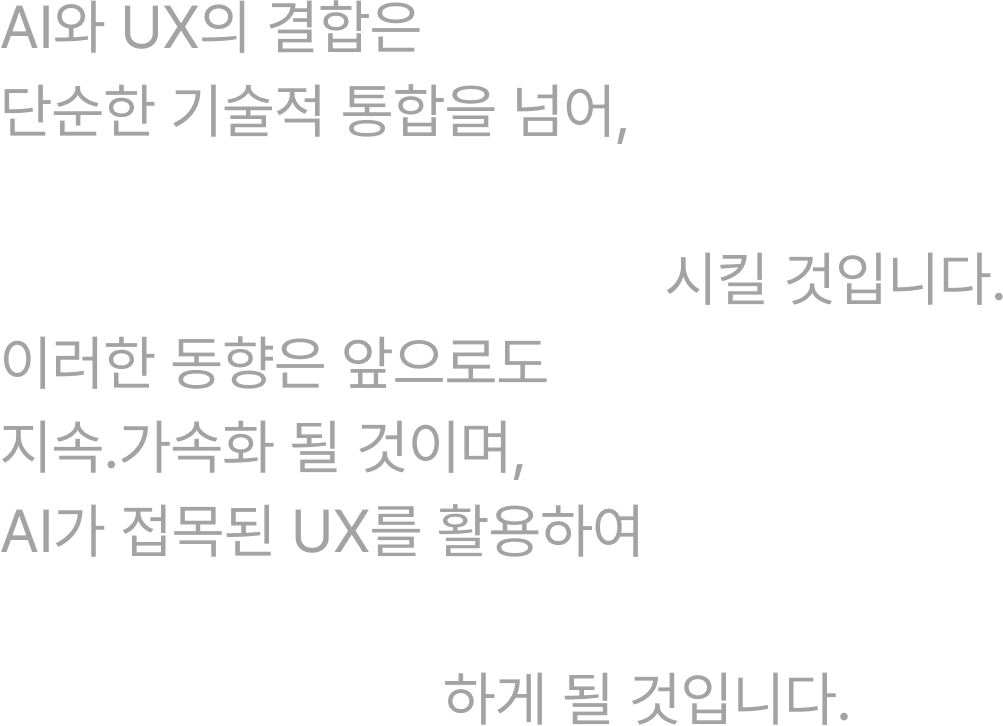 AI와 UX의 결합은
단순한 기술적 통합을 넘어,
시킬 것입니다.
이러한 동향은 앞으로도
지속.가속화 될 것이며,
AI가 접목된 UX를 활용하여
하게 될 것입니다.